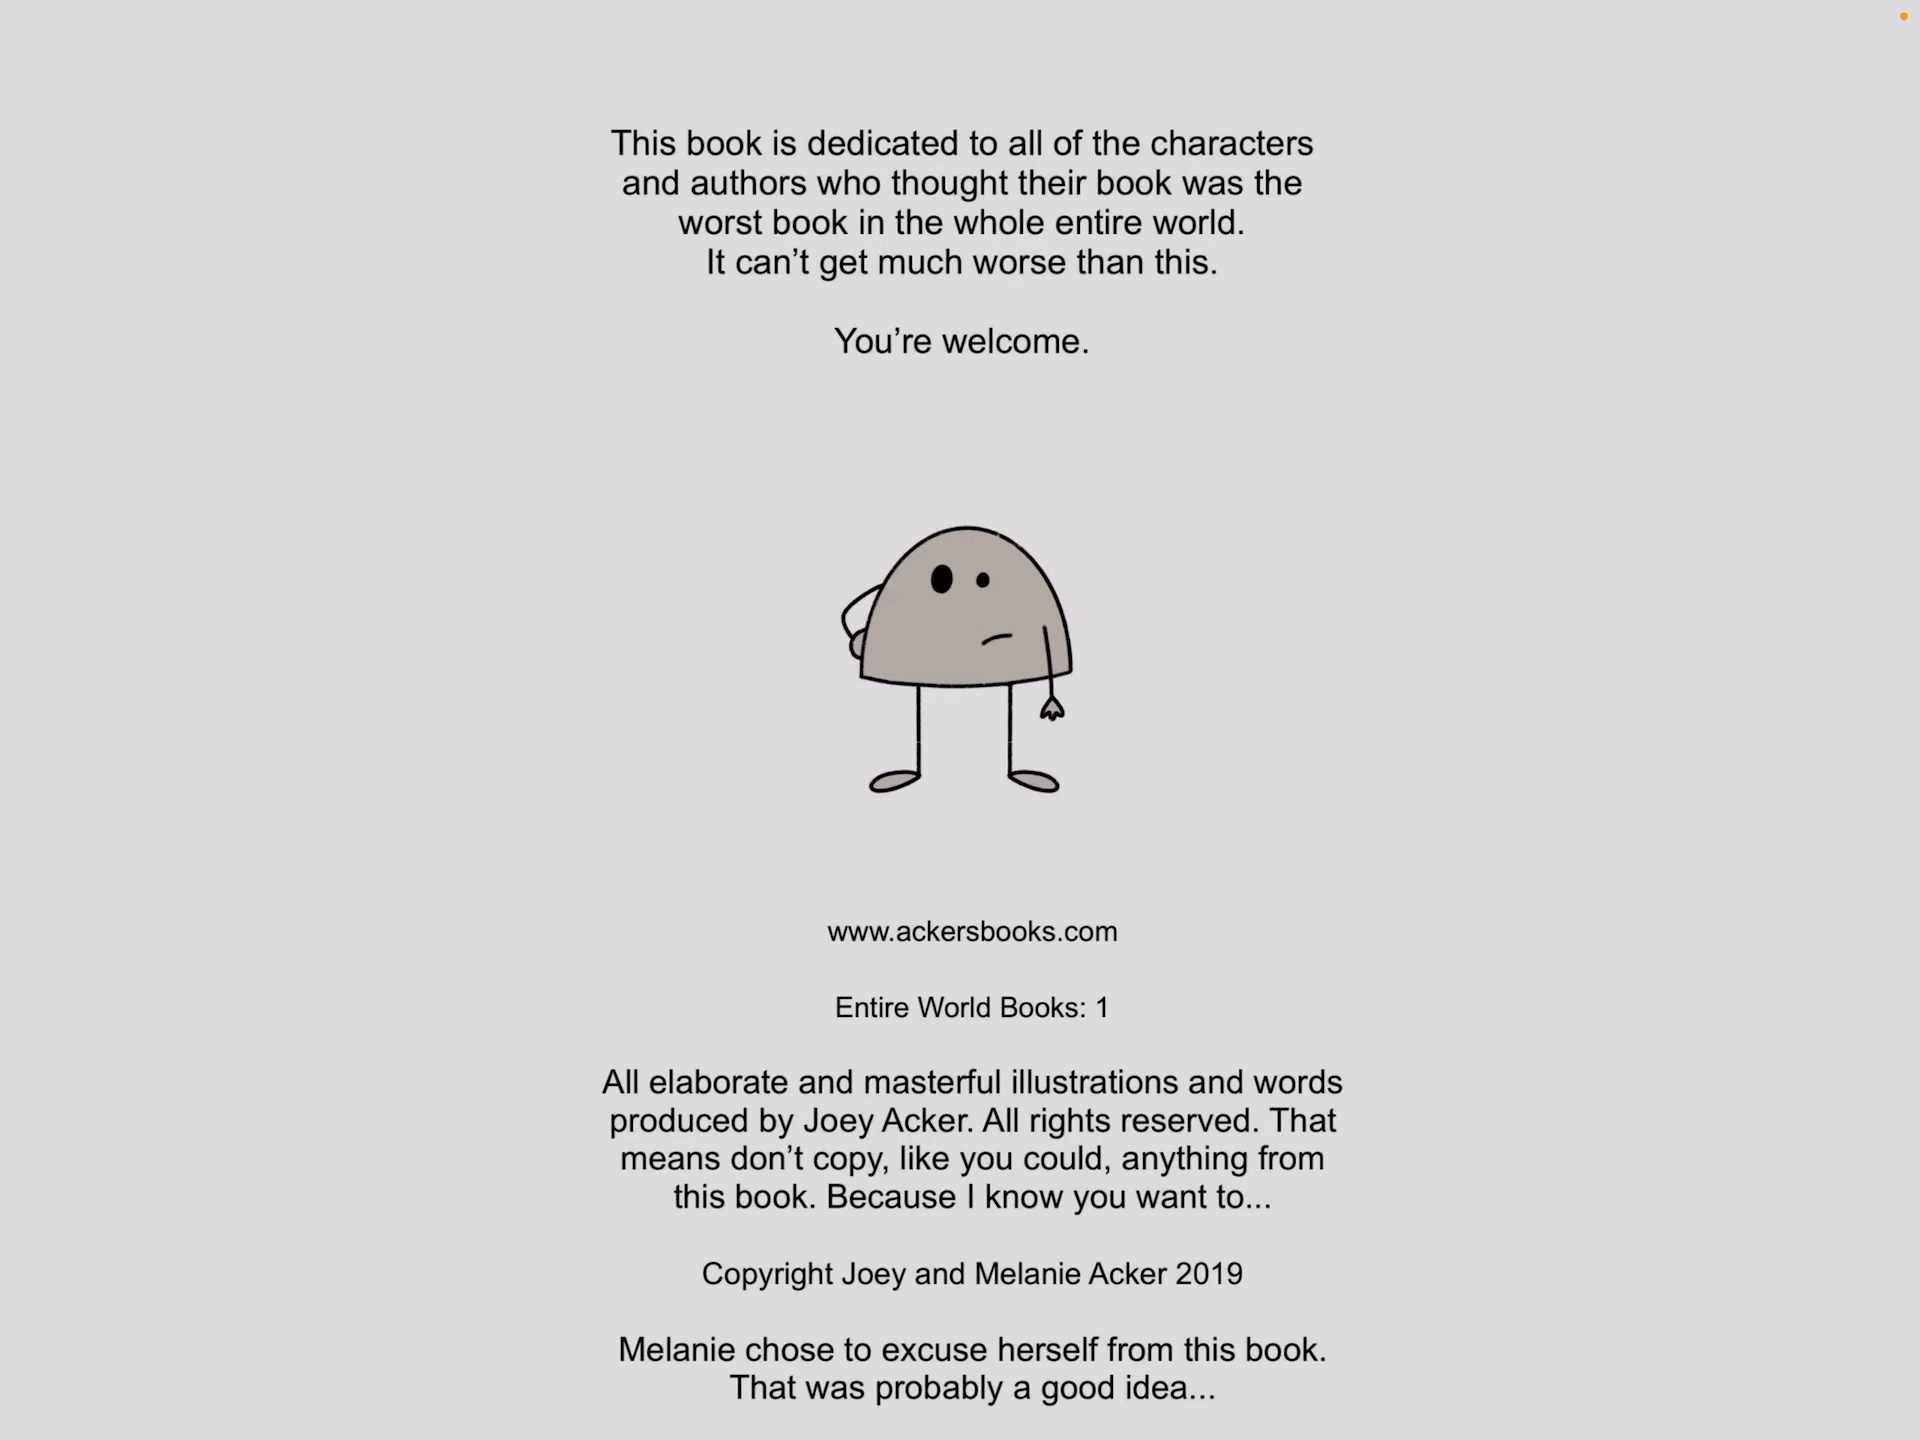 This book is dedicated to all of the characters
and authors who thought their book was the
worst book in the whole entire world.
It can’t get much worse than this.
You’re welcome.
www.ackersbooks.com
Entire World Books: 1
All elaborate and masterful illustrations and words
produced by Joey Acker. All rights reserved. That
means don’t copy, like you could, anything from
this book. Because I know you want to...
Copyright Joey and Melanie Acker 2019
Melanie chose to excuse herself from this book.
That was probably a good idea...